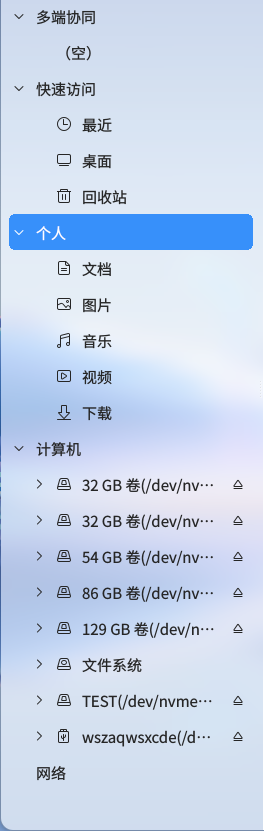 多端协同
（空）
快速访问
最近
桌面
回收站
个人
文档
图片
音乐
视频
下载
计算机
32 GB 卷(/dev/nv···
32 GB 卷(/dev/nv···
54 GB 卷(/dev/nv···
86 GB 卷(/dev/nv···
129 GB 卷(/dev/n···
文件系统
TEST(/dev/nvme···
wszaqwsxcde(/d···
网络